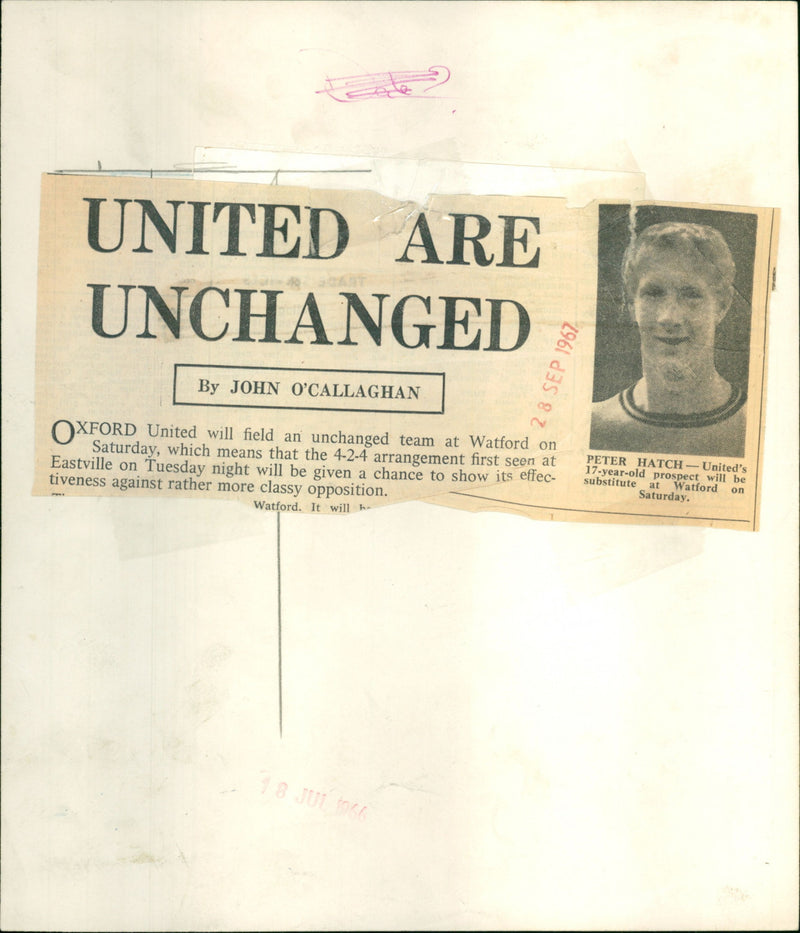 UNITED ARE
UNCHANGED
By JOHN O'CALLAGHAN
28 SEP 1967
OXFORD United will field an unchanged team at Watford on
Saturday, which means that the 4-2-4 arrangement first seen at
Eastville on Tuesday night will be given a chance to show its effec-
tiveness against rather more classy opposition.
Watford. It will
PETER HATCH — United's
17-year-old prospect will be
substitute at Watford on
Saturday.
18 JUL 1966